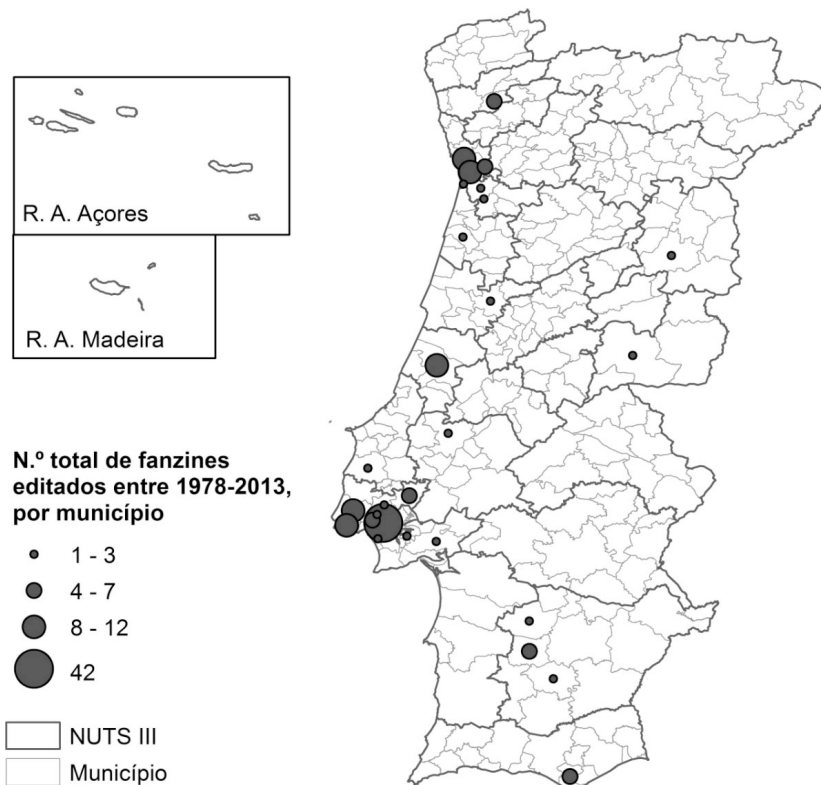 R. A. Açores
R. A. Madeira
N.º total de fanzines
editados entre 1978-2013,
por município
1 - 3
4 - 7
8 - 12
42
NUTS III
Município